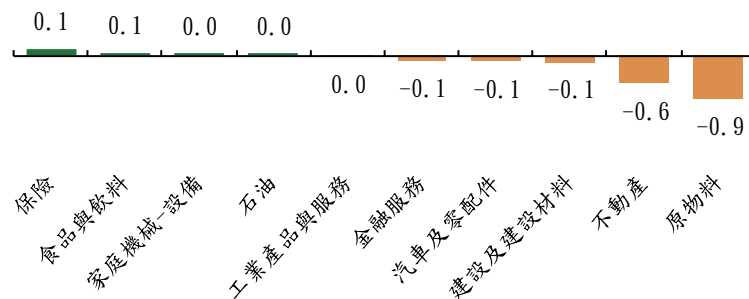 0.1
0.1
0.0
0.0
0.0
-0.1
-0.1
-0.1
-0.6
-0.9
保險
食品與飲料
家庭機械-設備
石油
工業產品與服務
金融服務
汽車及零配件
建設及建設材料
不動產
原物料